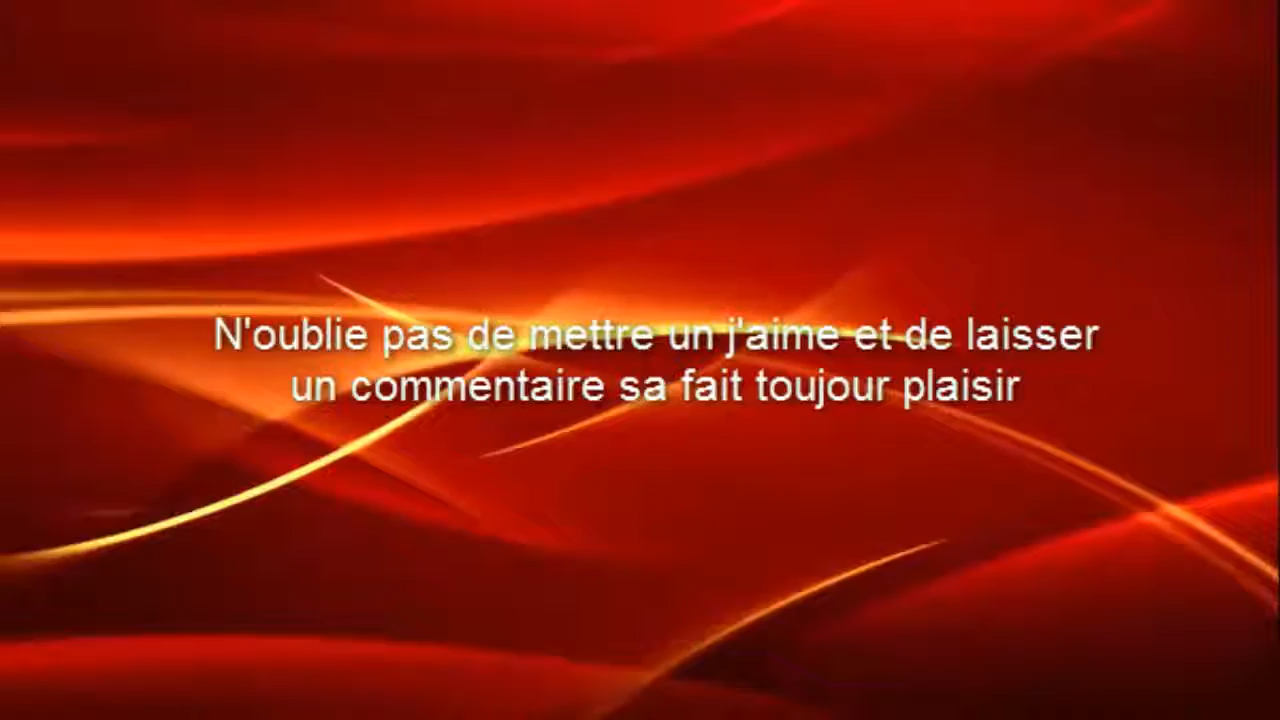 N'oublie pas de mettre un j'aime et de laisser
un commentaire sa fait toujour plaisir